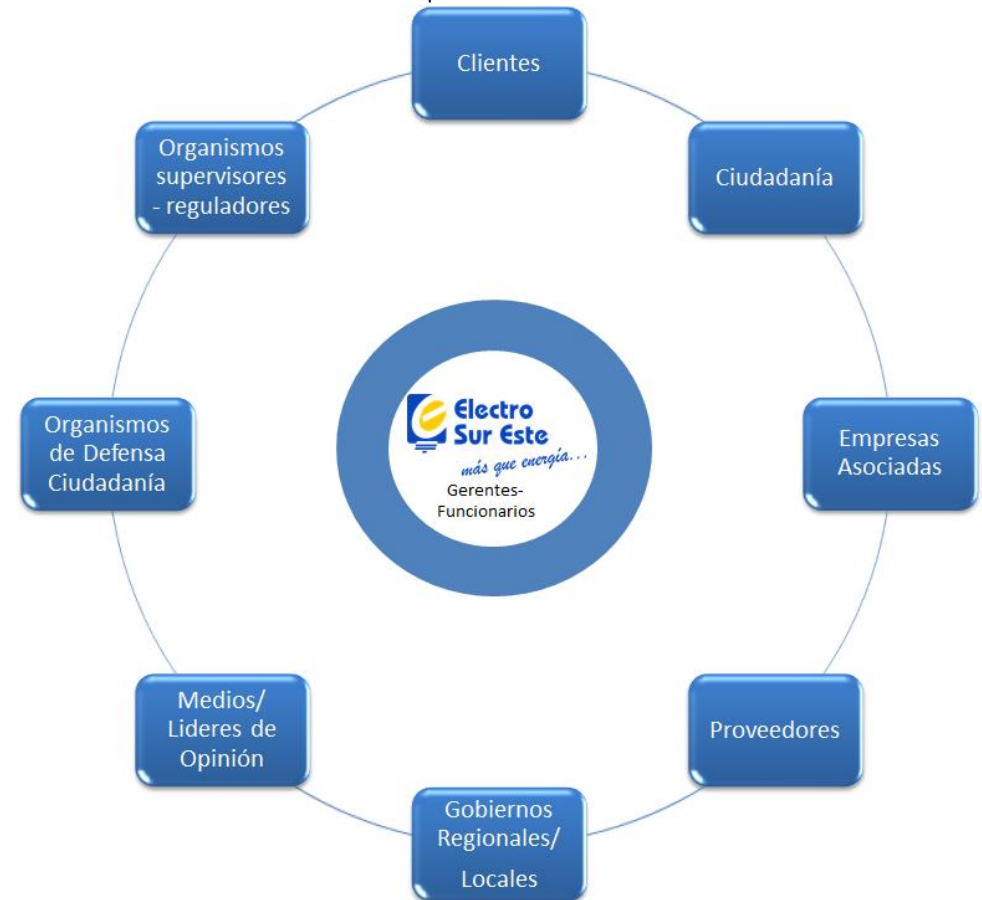 Clientes
Ciudadanía
Empresas
Asociadas
Proveedores
Gobiernos
Regionales/
Locales
Medios/
Lideres de
Opinión
Organismos
de Defensa
Ciudadanía
Organismos
supervisores
- reguladores
Electro
Sur Este
más que energía...
Gerentes-
Funcionarios